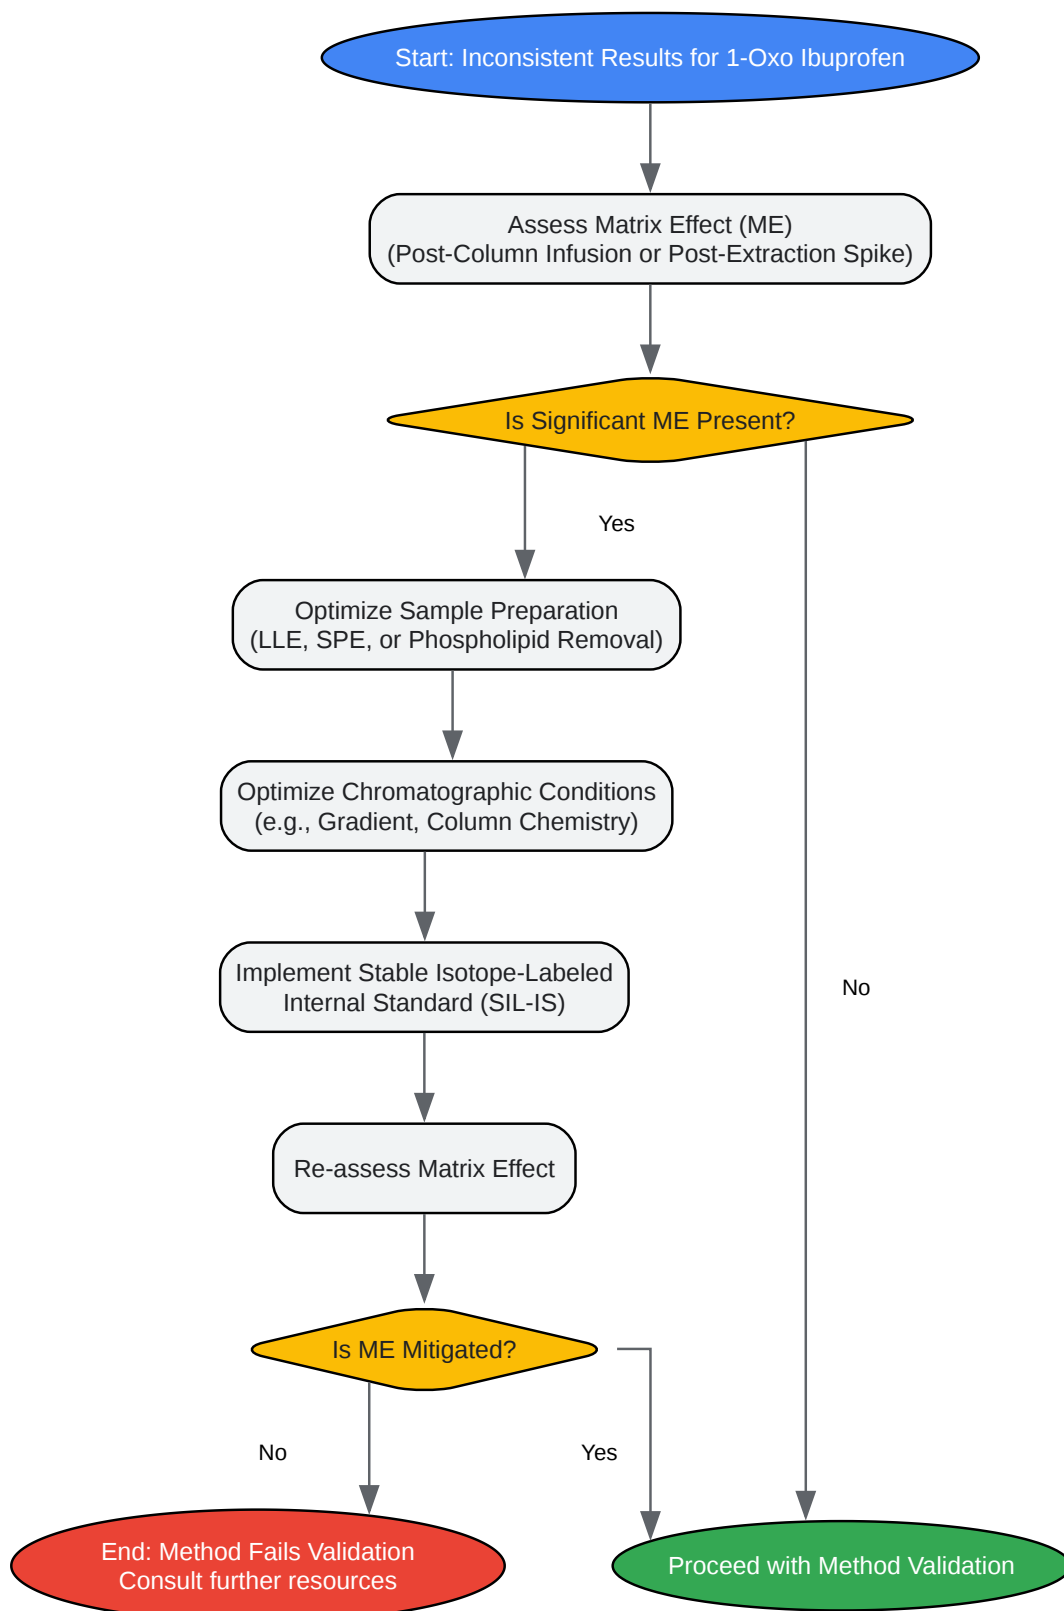 Start: Inconsistent Results for 1-Oxo Ibuprofen
Assess Matrix Effect (ME)
(Post-Column Infusion or Post-Extraction Spike)
Is Significant ME Present?
Yes
Optimize Sample Preparation
(LLE, SPE, or Phospholipid Removal)
Optimize Chromatographic Conditions
(e.g., Gradient, Column Chemistry)
Implement Stable Isotope-Labeled
Internal Standard (SIL-IS)
No
Re-assess Matrix Effect
Is ME Mitigated?
No
Yes
End: Method Fails Validation
Consult further resources
Proceed with Method Validation